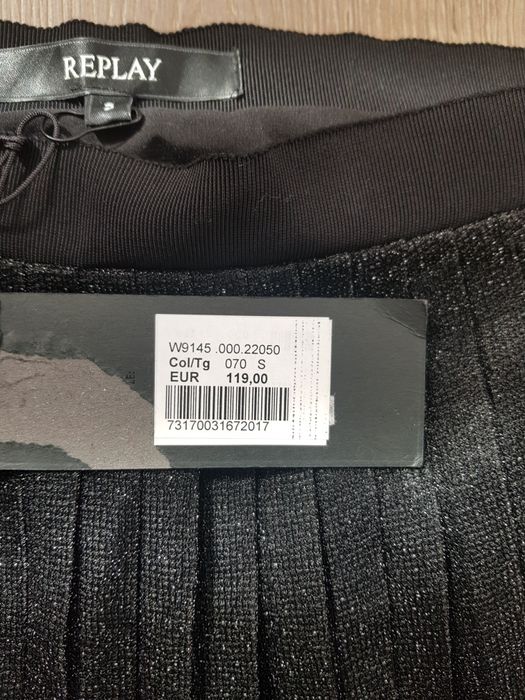 REPLAY
S
W9145 .000.22050
Col/Tg 070 S
EUR 119,00
73170031672017